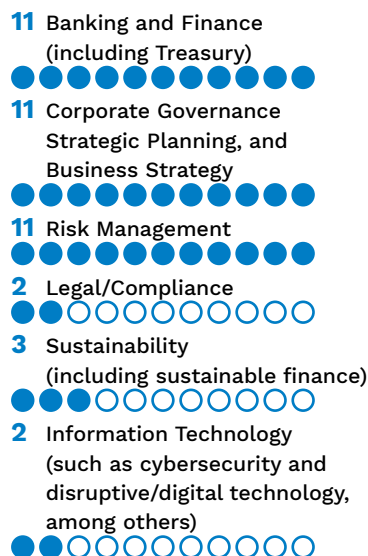 11 Banking and Finance
(including Treasury)
11 Corporate Governance
Strategic Planning, and
Business Strategy
11 Risk Management
2 Legal/Compliance
3 Sustainability
(including sustainable finance)
2 Information Technology
(such as cybersecurity and
disruptive/digital technology,
among others)